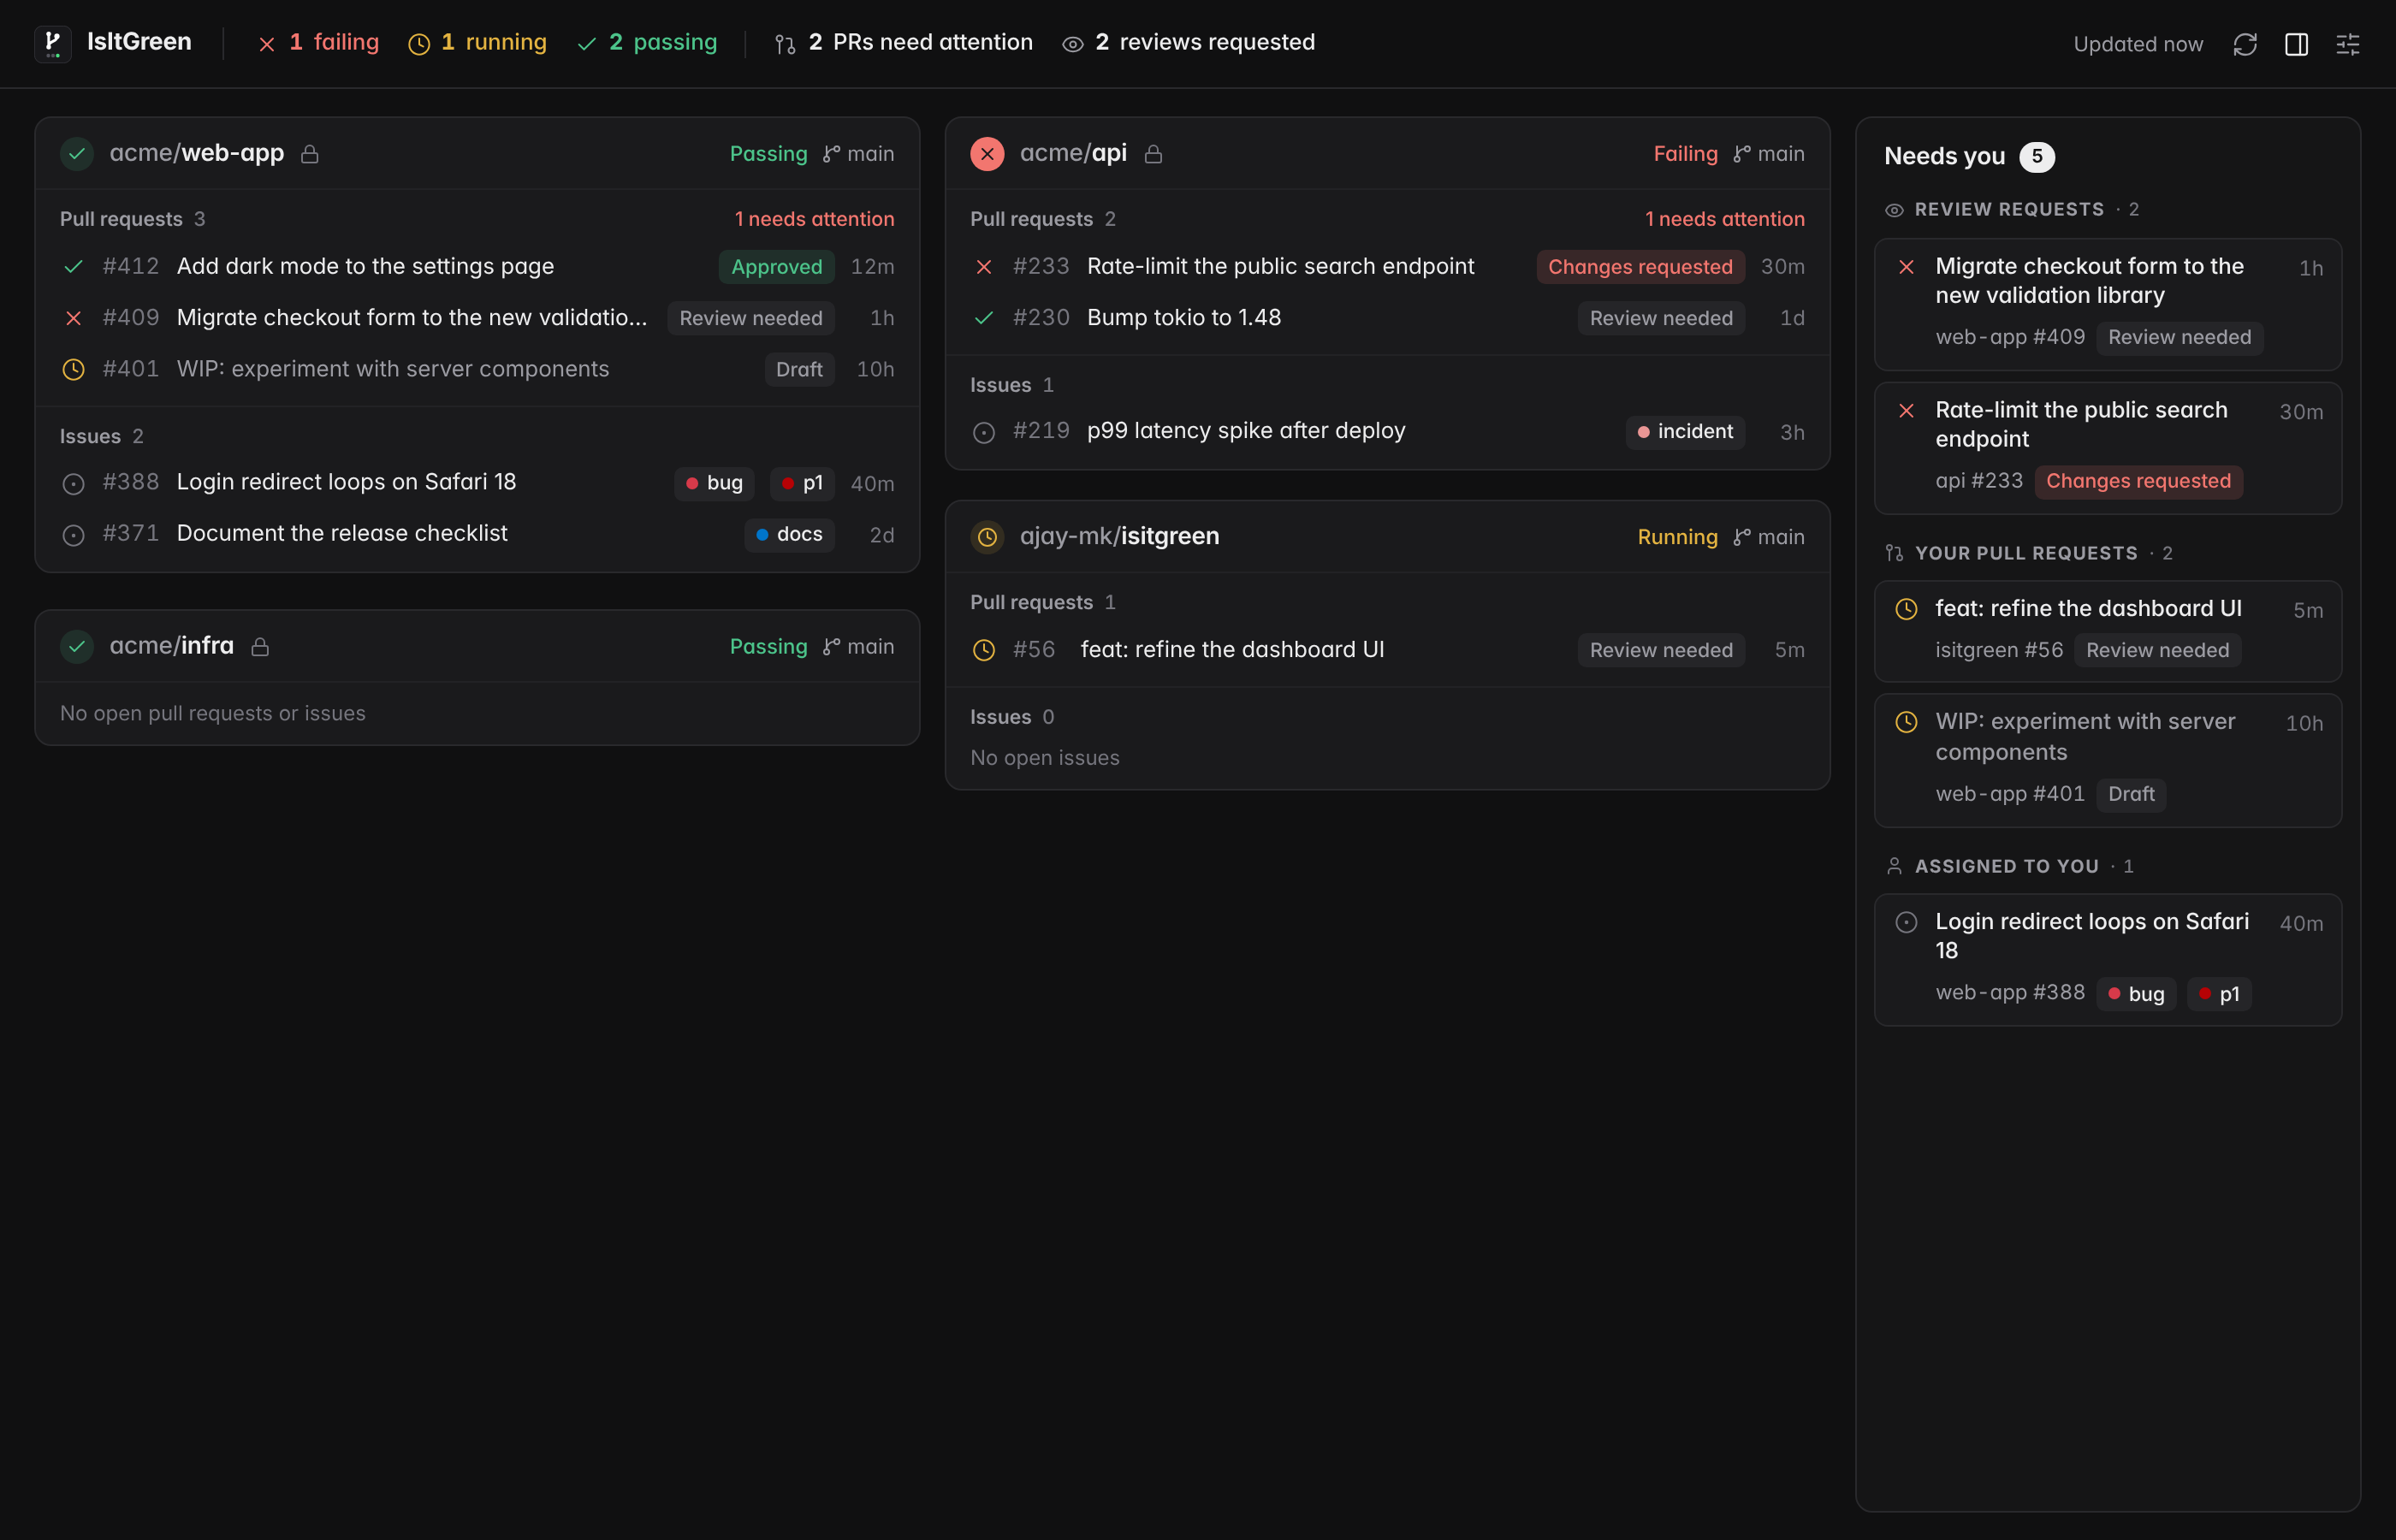 IsItGreen
1 failing
1 running
2 passing
2 PRs need attention
2 reviews requested
Updated now
acme/web-app
Passing main
Pull requests 3
1 needs attention
#412 Add dark mode to the settings page Approved 12m
#409 Migrate checkout form to the new validatio... Review needed 1h
#401 WIP: experiment with server components Draft 10h
Issues 2
#388 Login redirect loops on Safari 18 bug p1 40m
#371 Document the release checklist docs 2d
acme/infra
Passing main
No open pull requests or issues
acme/api
Failing main
Pull requests 2
1 needs attention
#233 Rate-limit the public search endpoint Changes requested 30m
#230 Bump tokio to 1.48 Review needed 1d
Issues 1
#219 p99 latency spike after deploy incident 3h
ajay-mk/isitgreen
Running main
Pull requests 1
#56 feat: refine the dashboard UI Review needed 5m
Issues 0
No open issues
Needs you 5
REVIEW REQUESTS · 2
Migrate checkout form to the 1h
new validation library
web-app #409 Review needed
Rate-limit the public search 30m
endpoint
api #233 Changes requested
YOUR PULL REQUESTS · 2
feat: refine the dashboard UI 5m
isitgreen #56 Review needed
WIP: experiment with server 10h
components
web-app #401 Draft
ASSIGNED TO YOU · 1
Login redirect loops on Safari 40m
18
web-app #388 bug p1